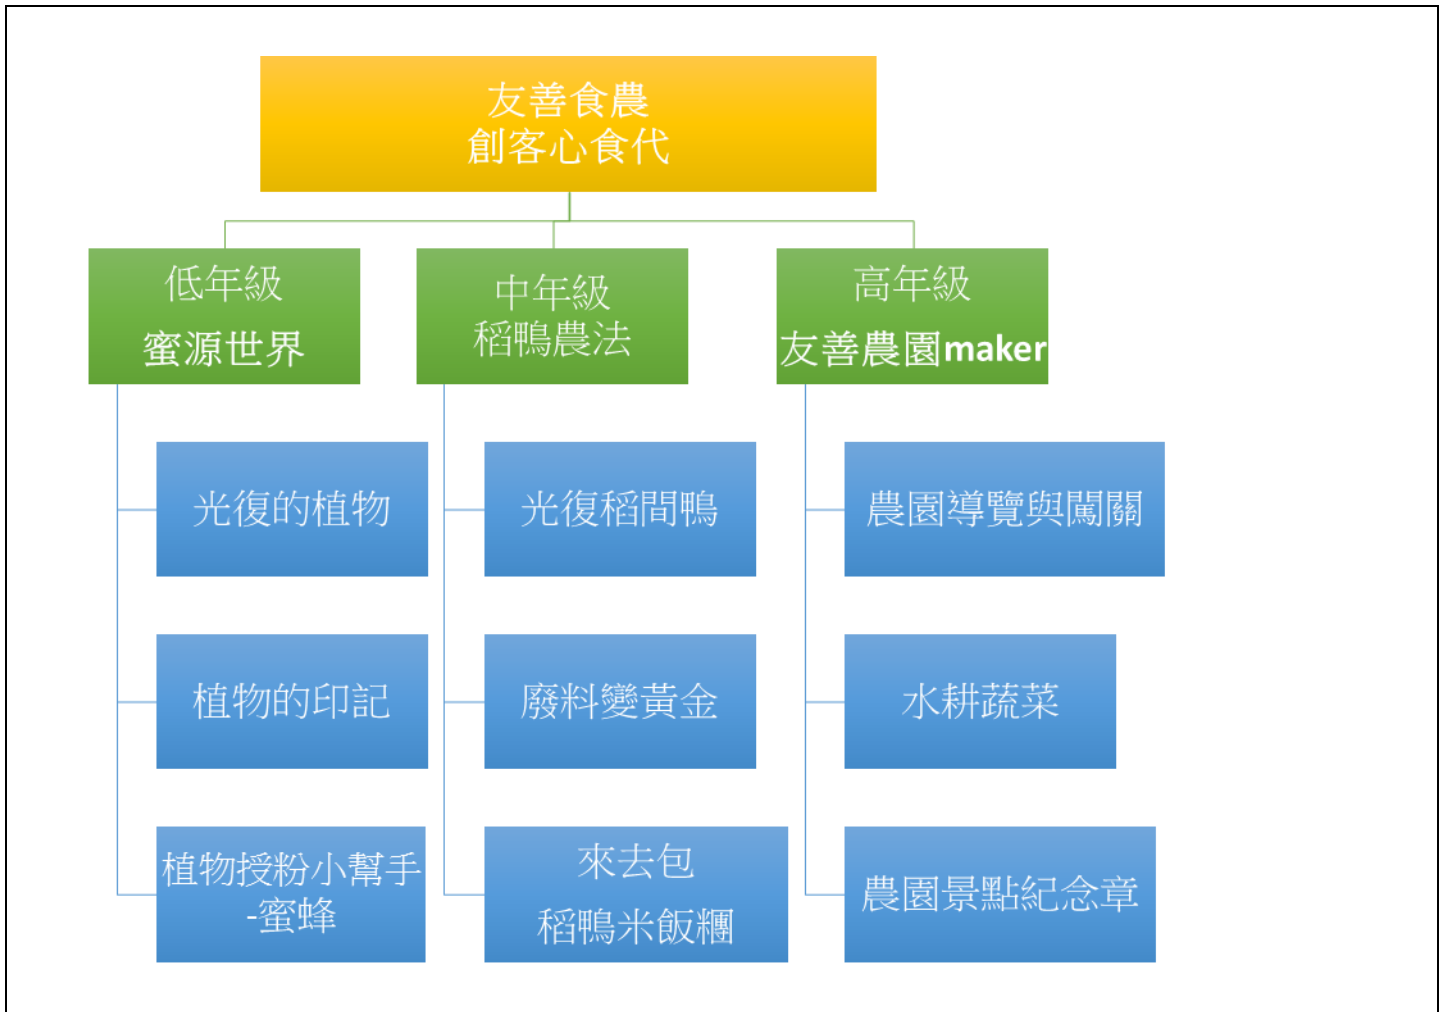 友善食農
創客心食代
低年級
蜜源世界
中年級
稻鴨農法
高年級
友善農園maker
光復的植物
光復稻間鴨
農園導覽與闖關
植物的印記
廢料變黃金
水耕蔬菜
植物授粉小幫手
-蜜蜂
來去包
稻鴨米飯糰
農園景點紀念章